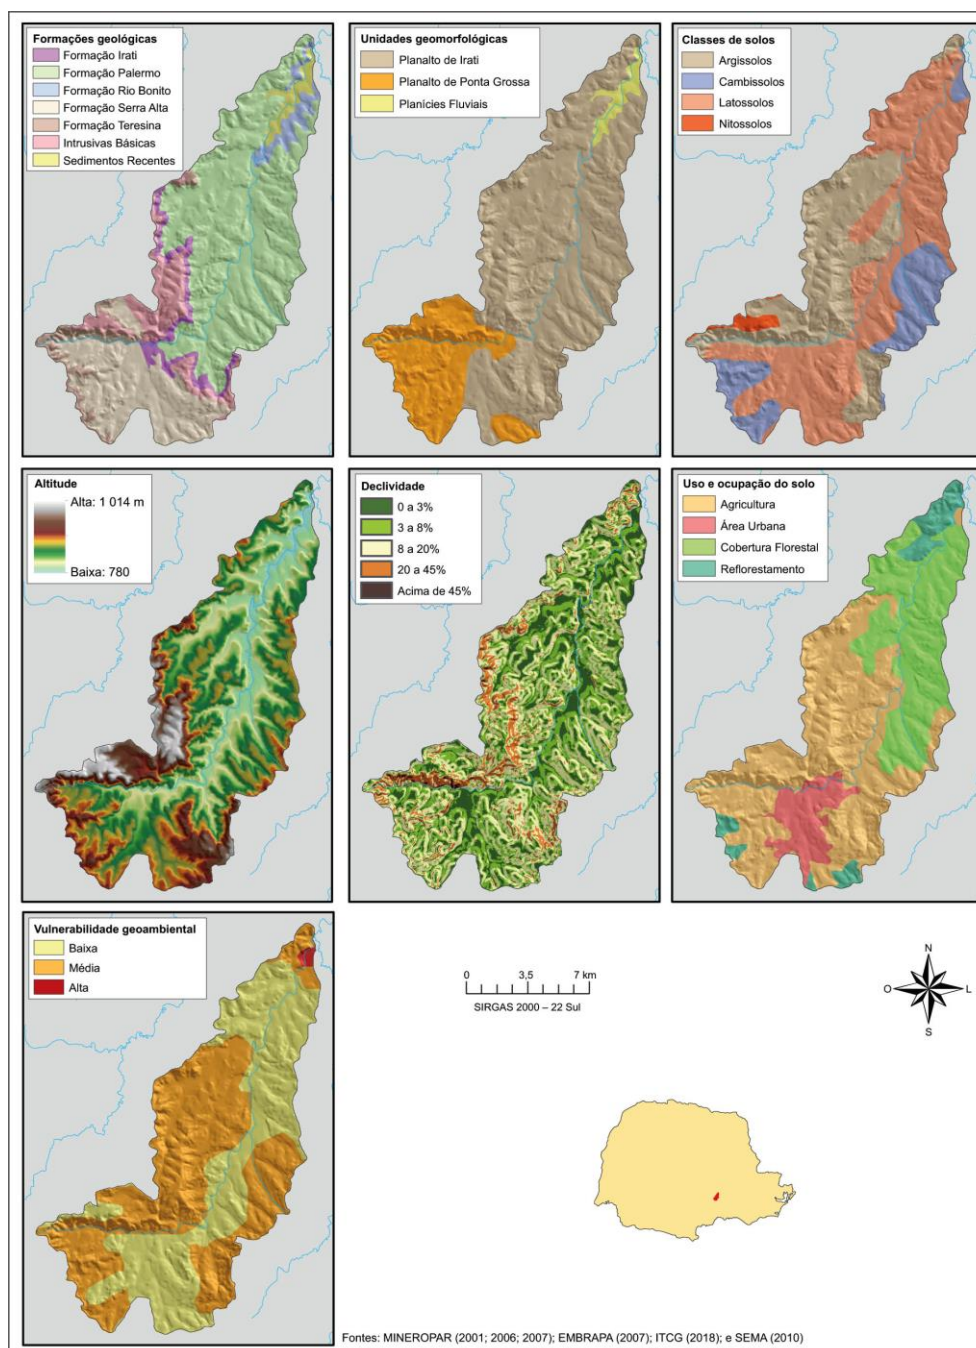 Formações geológicas
Formação Irati
Formação Palermo
Formação Rio Bonito
Formação Serra Alta
Formação Teresina
Intrusivas Básicas
Sedimentos Recentes
Unidades geomorfológicas
Planalto de Irati
Planalto de Ponta Grossa
Planícies Fluviais
Classes de solos
Argissolos
Cambissolos
Latossolos
Nitossolos
Altitude
Alta: 1 014 m
Baixa: 780
Declividade
0 a 3%
3 a 8%
8 a 20%
20 a 45%
Acima de 45%
Uso e ocupação do solo
Agricultura
Área Urbana
Cobertura Florestal
Reflorestamento
Vulnerabilidade geoambiental
Baixa
Média
Alta
0 3,5 7 km
SIRGAS 2000 – 22 Sul
N
O L
S
Fontes: MINEROPAR (2001; 2006; 2007); EMBRAPA (2007); ITCG (2018); e SEMA (2010)